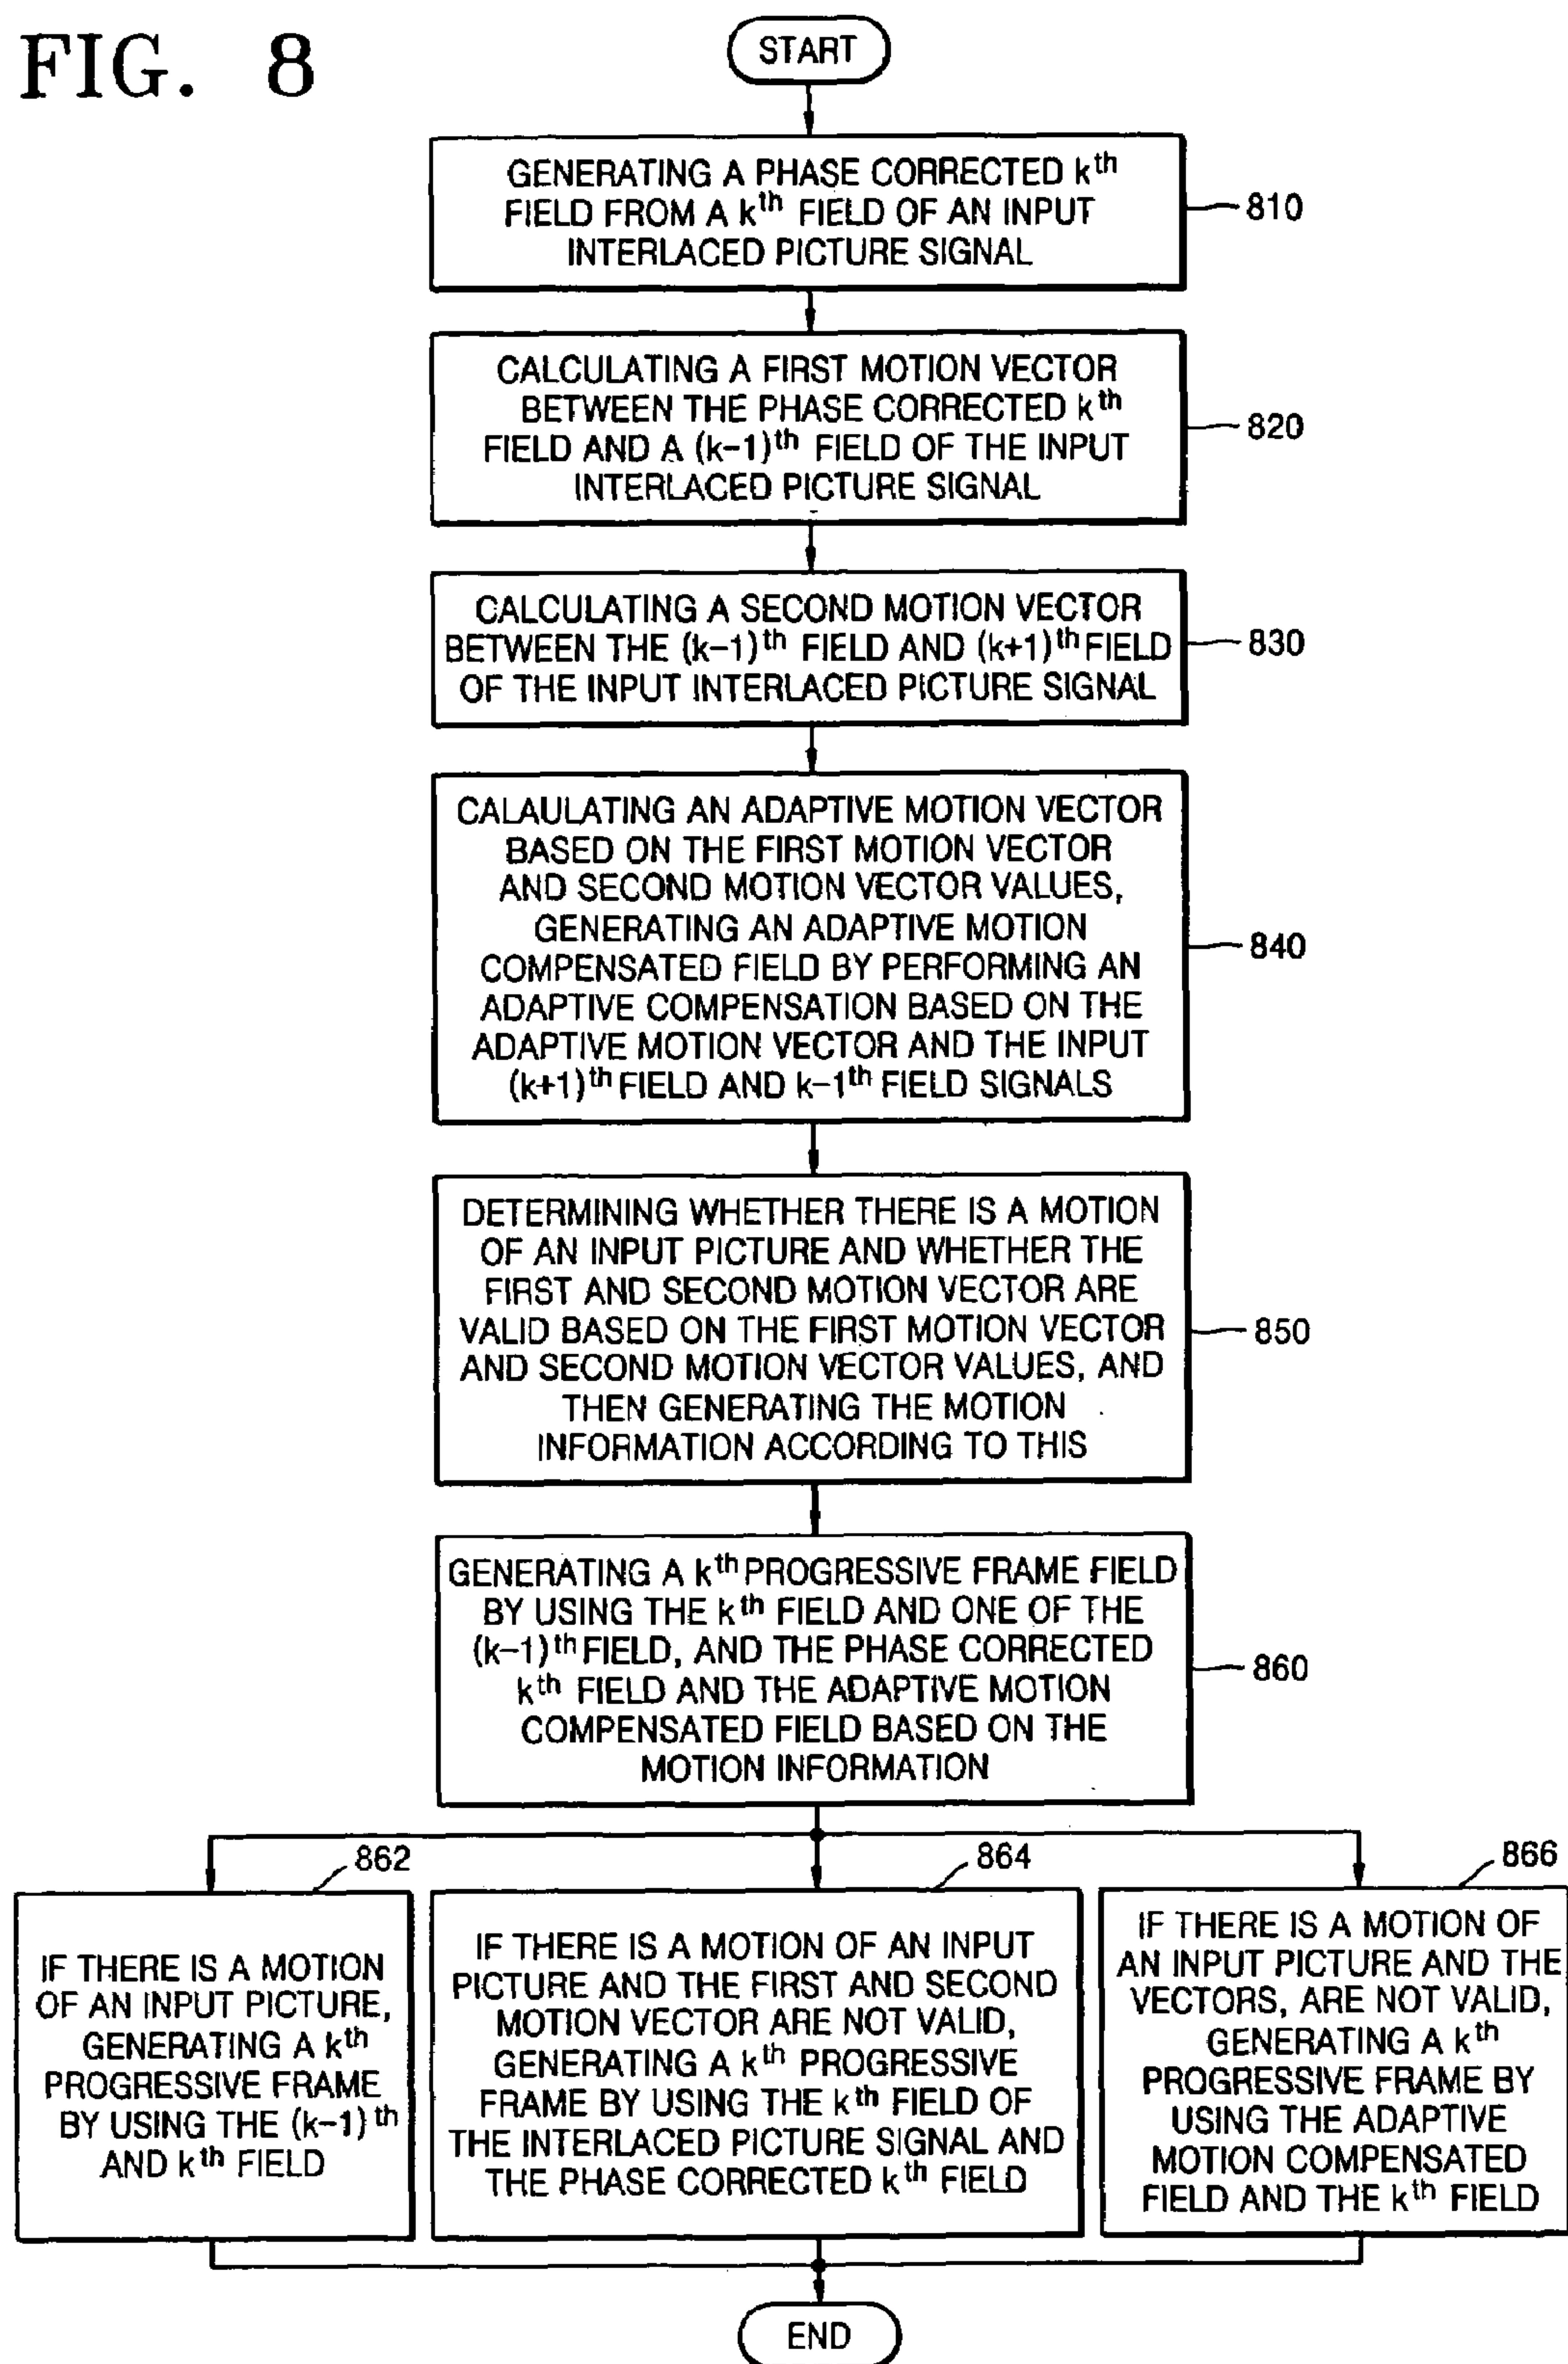 FIG. 8
START
GENERATING A PHASE CORRECTED kth
FIELD FROM A kth FIELD OF AN INPUT
INTERLACED PICTURE SIGNAL
810
CALCULATING A FIRST MOTION VECTOR
BETWEEN THE PHASE CORRECTED kth
FIELD AND A (k-1)th FIELD OF THE INPUT
INTERLACED PICTURE SIGNAL
820
CALCULATING A SECOND MOTION VECTOR
BETWEEN THE (k-1)th FIELD AND (k+1)th FIELD
OF THE INPUT INTERLACED PICTURE SIGNAL
830
CALAULATING AN ADAPTIVE MOTION VECTOR
BASED ON THE FIRST MOTION VECTOR
AND SECOND MOTION VECTOR VALUES,
GENERATING AN ADAPTIVE MOTION
COMPENSATED FIELD BY PERFORMING AN
ADAPTIVE COMPENSATION BASED ON THE
ADAPTIVE MOTION VECTOR AND THE INPUT
(k+1)th FIELD AND k-1th FIELD SIGNALS
840
DETERMINING WHETHER THERE IS A MOTION
OF AN INPUT PICTURE AND WHETHER THE
FIRST AND SECOND MOTION VECTOR ARE
VALID BASED ON THE FIRST MOTION VECTOR
AND SECOND MOTION VECTOR VALUES, AND
THEN GENERATING THE MOTION
INFORMATION ACCORDING TO THIS
850
GENERATING A kth PROGRESSIVE FRAME FIELD
BY USING THE kth FIELD AND ONE OF THE
(k-1)th FIELD, AND THE PHASE CORRECTED
kth FIELD AND THE ADAPTIVE MOTION
COMPENSATED FIELD BASED ON THE
MOTION INFORMATION
860
862
IF THERE IS A MOTION
OF AN INPUT PICTURE,
GENERATING A kth
PROGRESSIVE FRAME
BY USING THE (k-1)th
AND kth FIELD
864
IF THERE IS A MOTION OF AN INPUT
PICTURE AND THE FIRST AND SECOND
MOTION VECTOR ARE NOT VALID,
GENERATING A kth PROGRESSIVE
FRAME BY USING THE kth FIELD OF
THE INTERLACED PICTURE SIGNAL AND
THE PHASE CORRECTED kth FIELD
866
IF THERE IS A MOTION OF
AN INPUT PICTURE AND THE
VECTORS, ARE NOT VALID,
GENERATING A kth
PROGRESSIVE FRAME BY
USING THE ADAPTIVE
MOTION COMPENSATED
FIELD AND THE kth FIELD
END